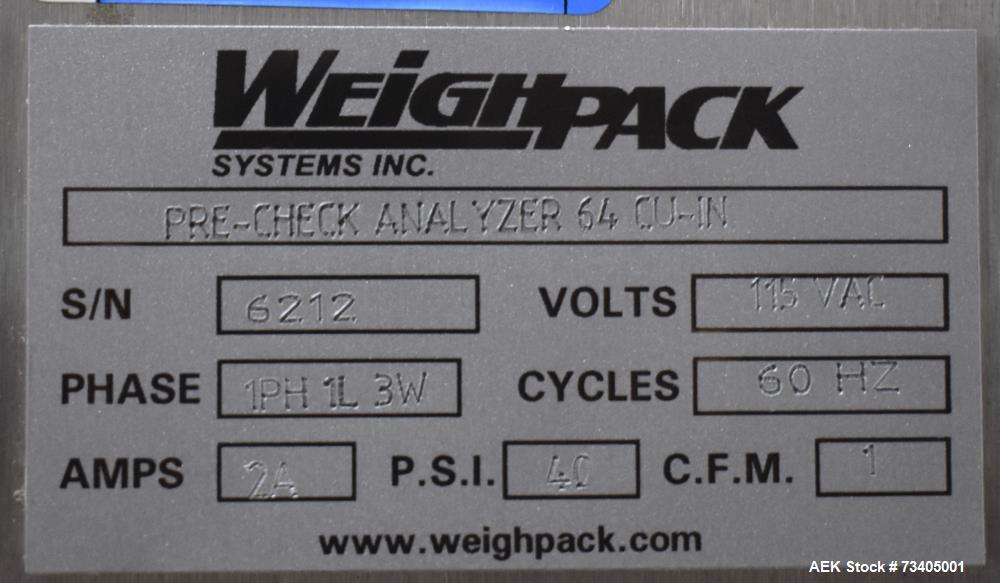 WEIGHPACK
SYSTEMS INC.
PRE-CHECK ANALYZER 64 CU-IN
S/N 6212 VOLTS 115 VAC
PHASE 1PH 1L 3W CYCLES 60 HZ
AMPS 2A P.S.I. 40 C.F.M. 1
www.weighpack.com
AEK Stock # 73405001